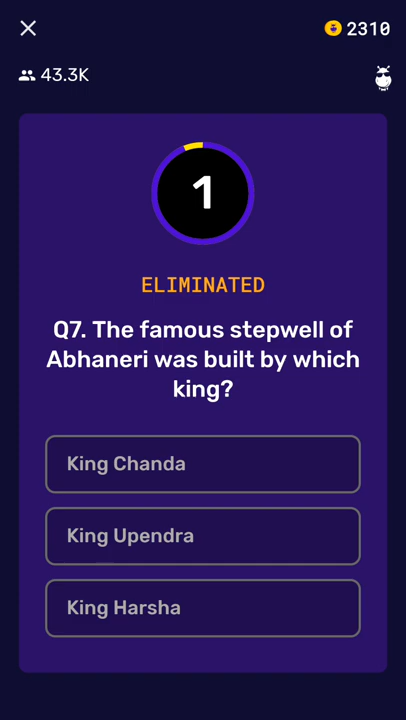 2310
43.3K
1
ELIMINATED
Q7. The famous stepwell of
Abhaneri was built by which
king?
King Chanda
King Upendra
King Harsha